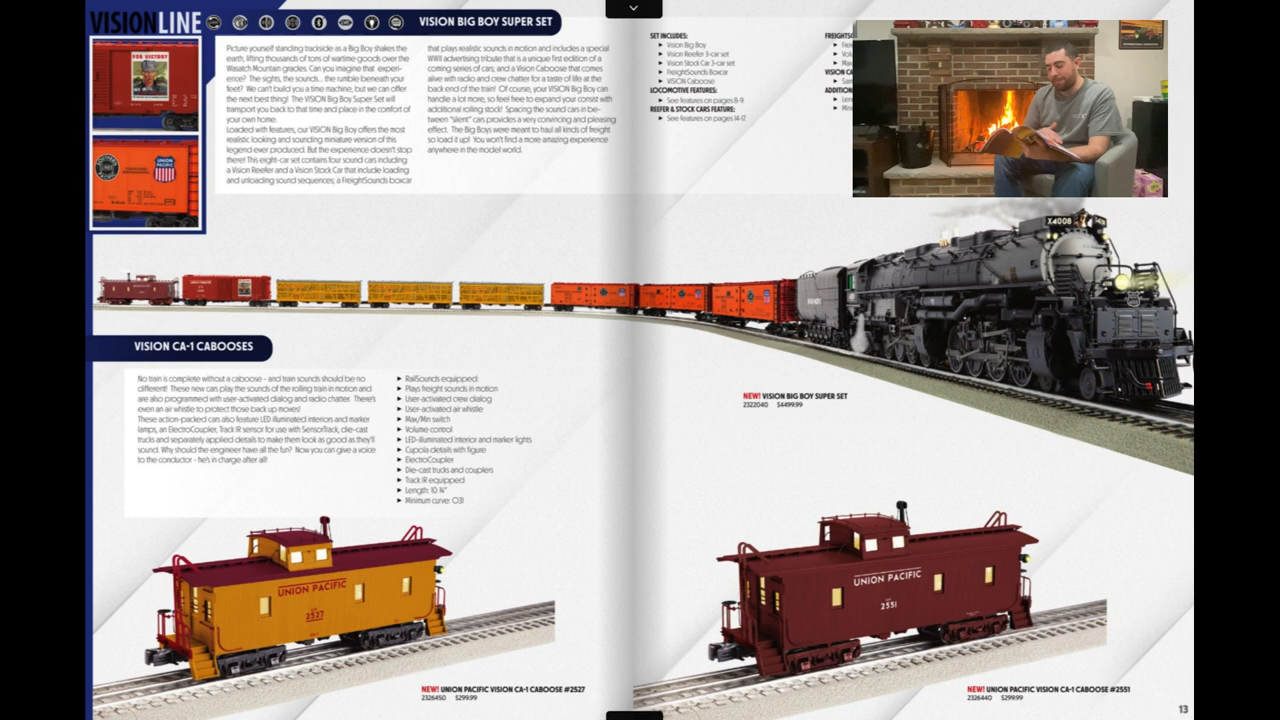 VISIONLINE
VISION BIG BOY SUPER SET
FOR VICTORY
UNION
PACIFIC
Picture yourself standing trackside as a Big Boy shakes the
earth, lifting thousands of tons of wartime goods over the
Wasatch Mountain grades. Can you imagine that experi-
ence? The sights, the sounds... the rumble beneath your
feet? We can't build you a time machine, but we can offer
the next best thing! The VISION Big Boy Super Set will
transport you back to that time and place in the comfort of
your own home.
Loaded with features, our VISION Big Boy offers the most
realistic looking and sounding miniature version of this
legend ever produced. But the experience doesn't stop
there! This eight-car set contains four sound cars including
a Vision Reefer and a Vision Stock Car that include loading
and unloading sound sequences; a FreightSounds boxcar
that plays realistic sounds in motion and includes a special
WWII advertising tribute that is a unique first edition of a
coming series of cars; and a Vision Caboose that comes
alive with radio and crew chatter for a taste of life at the
back end of the train! Of course, your VISION Big Boy can
handle a lot more, so feel free to expand your consist with
additional rolling stock! Spacing the sound cars in be-
tween "silent" cars provides a very convincing and pleasing
effect. The Big Boys were meant to haul all kinds of freight
so load it up! You won't find a more amazing experience
anywhere in the model world.
SET INCLUDES:
► Vision Big Boy
► Vision Reefer 3-car set
► Vision Stock Car 3-car set
► FreightSounds Boxcar
► VISION Caboose
LOCOMOTIVE FEATURES:
► See features on pages 8-9.
REEFER & STOCK CARS FEATURE:
► See features on pages 14-17.
FREIGHTS
VISION CA
ADDITION
X4008
NEW! VISION BIG BOY SUPER SET
2322040 $4499.99
VISION CA-1 CABOOSES
No train is complete without a caboose - and train sounds should be no
different! These new cars play the sounds of the rolling train in motion and
are also programmed with user-activated dialog and radio chatter. There's
even an air whistle to protect those back up moves!
These action-packed cars also feature LED illuminated interiors and marker
lamps, an ElectroCoupler, Track IR sensor for use with SensorTrack, die-cast
trucks and separately applied details to make them look as good as they'll
sound. Why should the engineer have all the fun? Now you can give a voice
to the conductor - he's in charge after all!
► RailSounds equipped:
► Plays freight sounds in motion
► User-activated crew dialog
► User-activated air whistle
► Max/Min switch
► Volume control
► LED-illuminated interior and marker lights
► Cupola details with figure
► ElectroCoupler
► Die-cast trucks and couplers
► Track IR equipped
► Length: 10 ¾"
► Minimum curve: O31
UNION PACIFIC
2527
UNION PACIFIC
2551
NEW! UNION PACIFIC VISION CA-1 CABOOSE #2527
2326450 $299.99
NEW! UNION PACIFIC VISION CA-1 CABOOSE #2551
2326440 $299.99
13